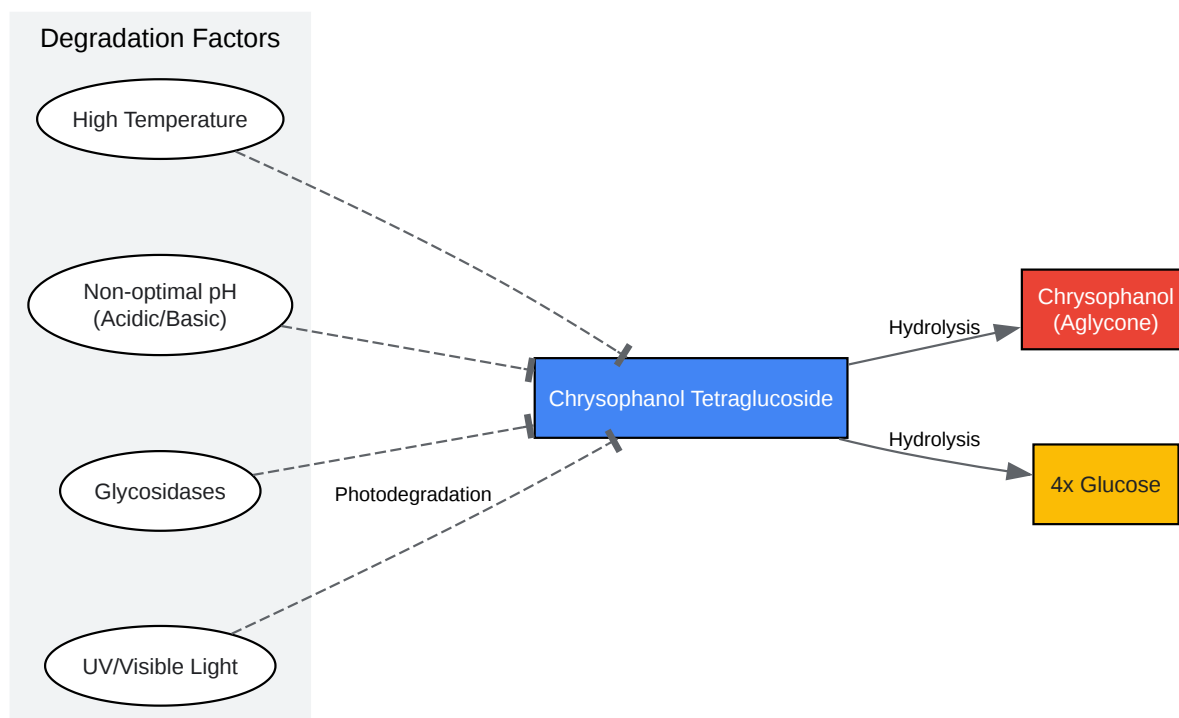 Degradation Factors
High Temperature
Non-optimal pH
(Acidic/Basic)
Glycosidases
UV/Visible Light
Photodegradation
Chrysophanol Tetraglucoside
Hydrolysis
Hydrolysis
Chrysophanol
(Aglycone)
4x Glucose